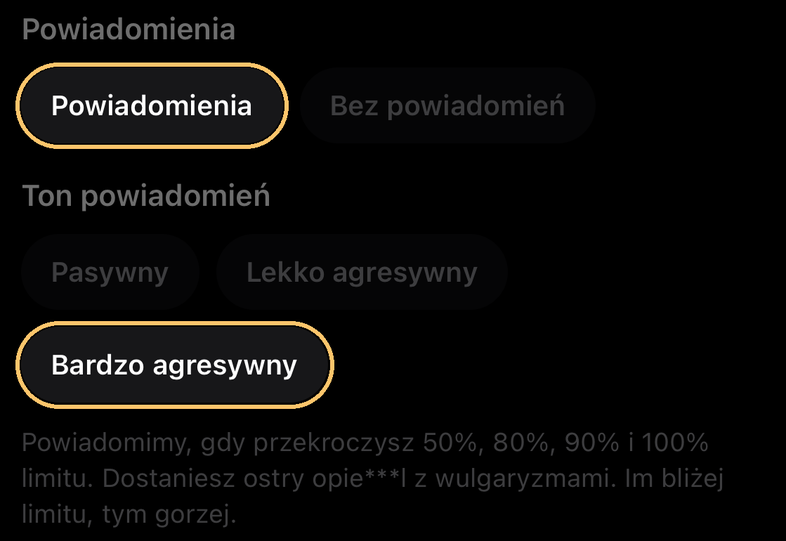 Powiadomienia
Powiadomienia Bez powiadomień
Ton powiadomień
Pasywny Lekko agresywny
Bardzo agresywny
Powiadomimy, gdy przekroczysz 50%, 80%, 90% i 100%
limitu. Dostaniesz ostry opie***l z wulgaryzmami. Im bliżej
limitu, tym gorzej.